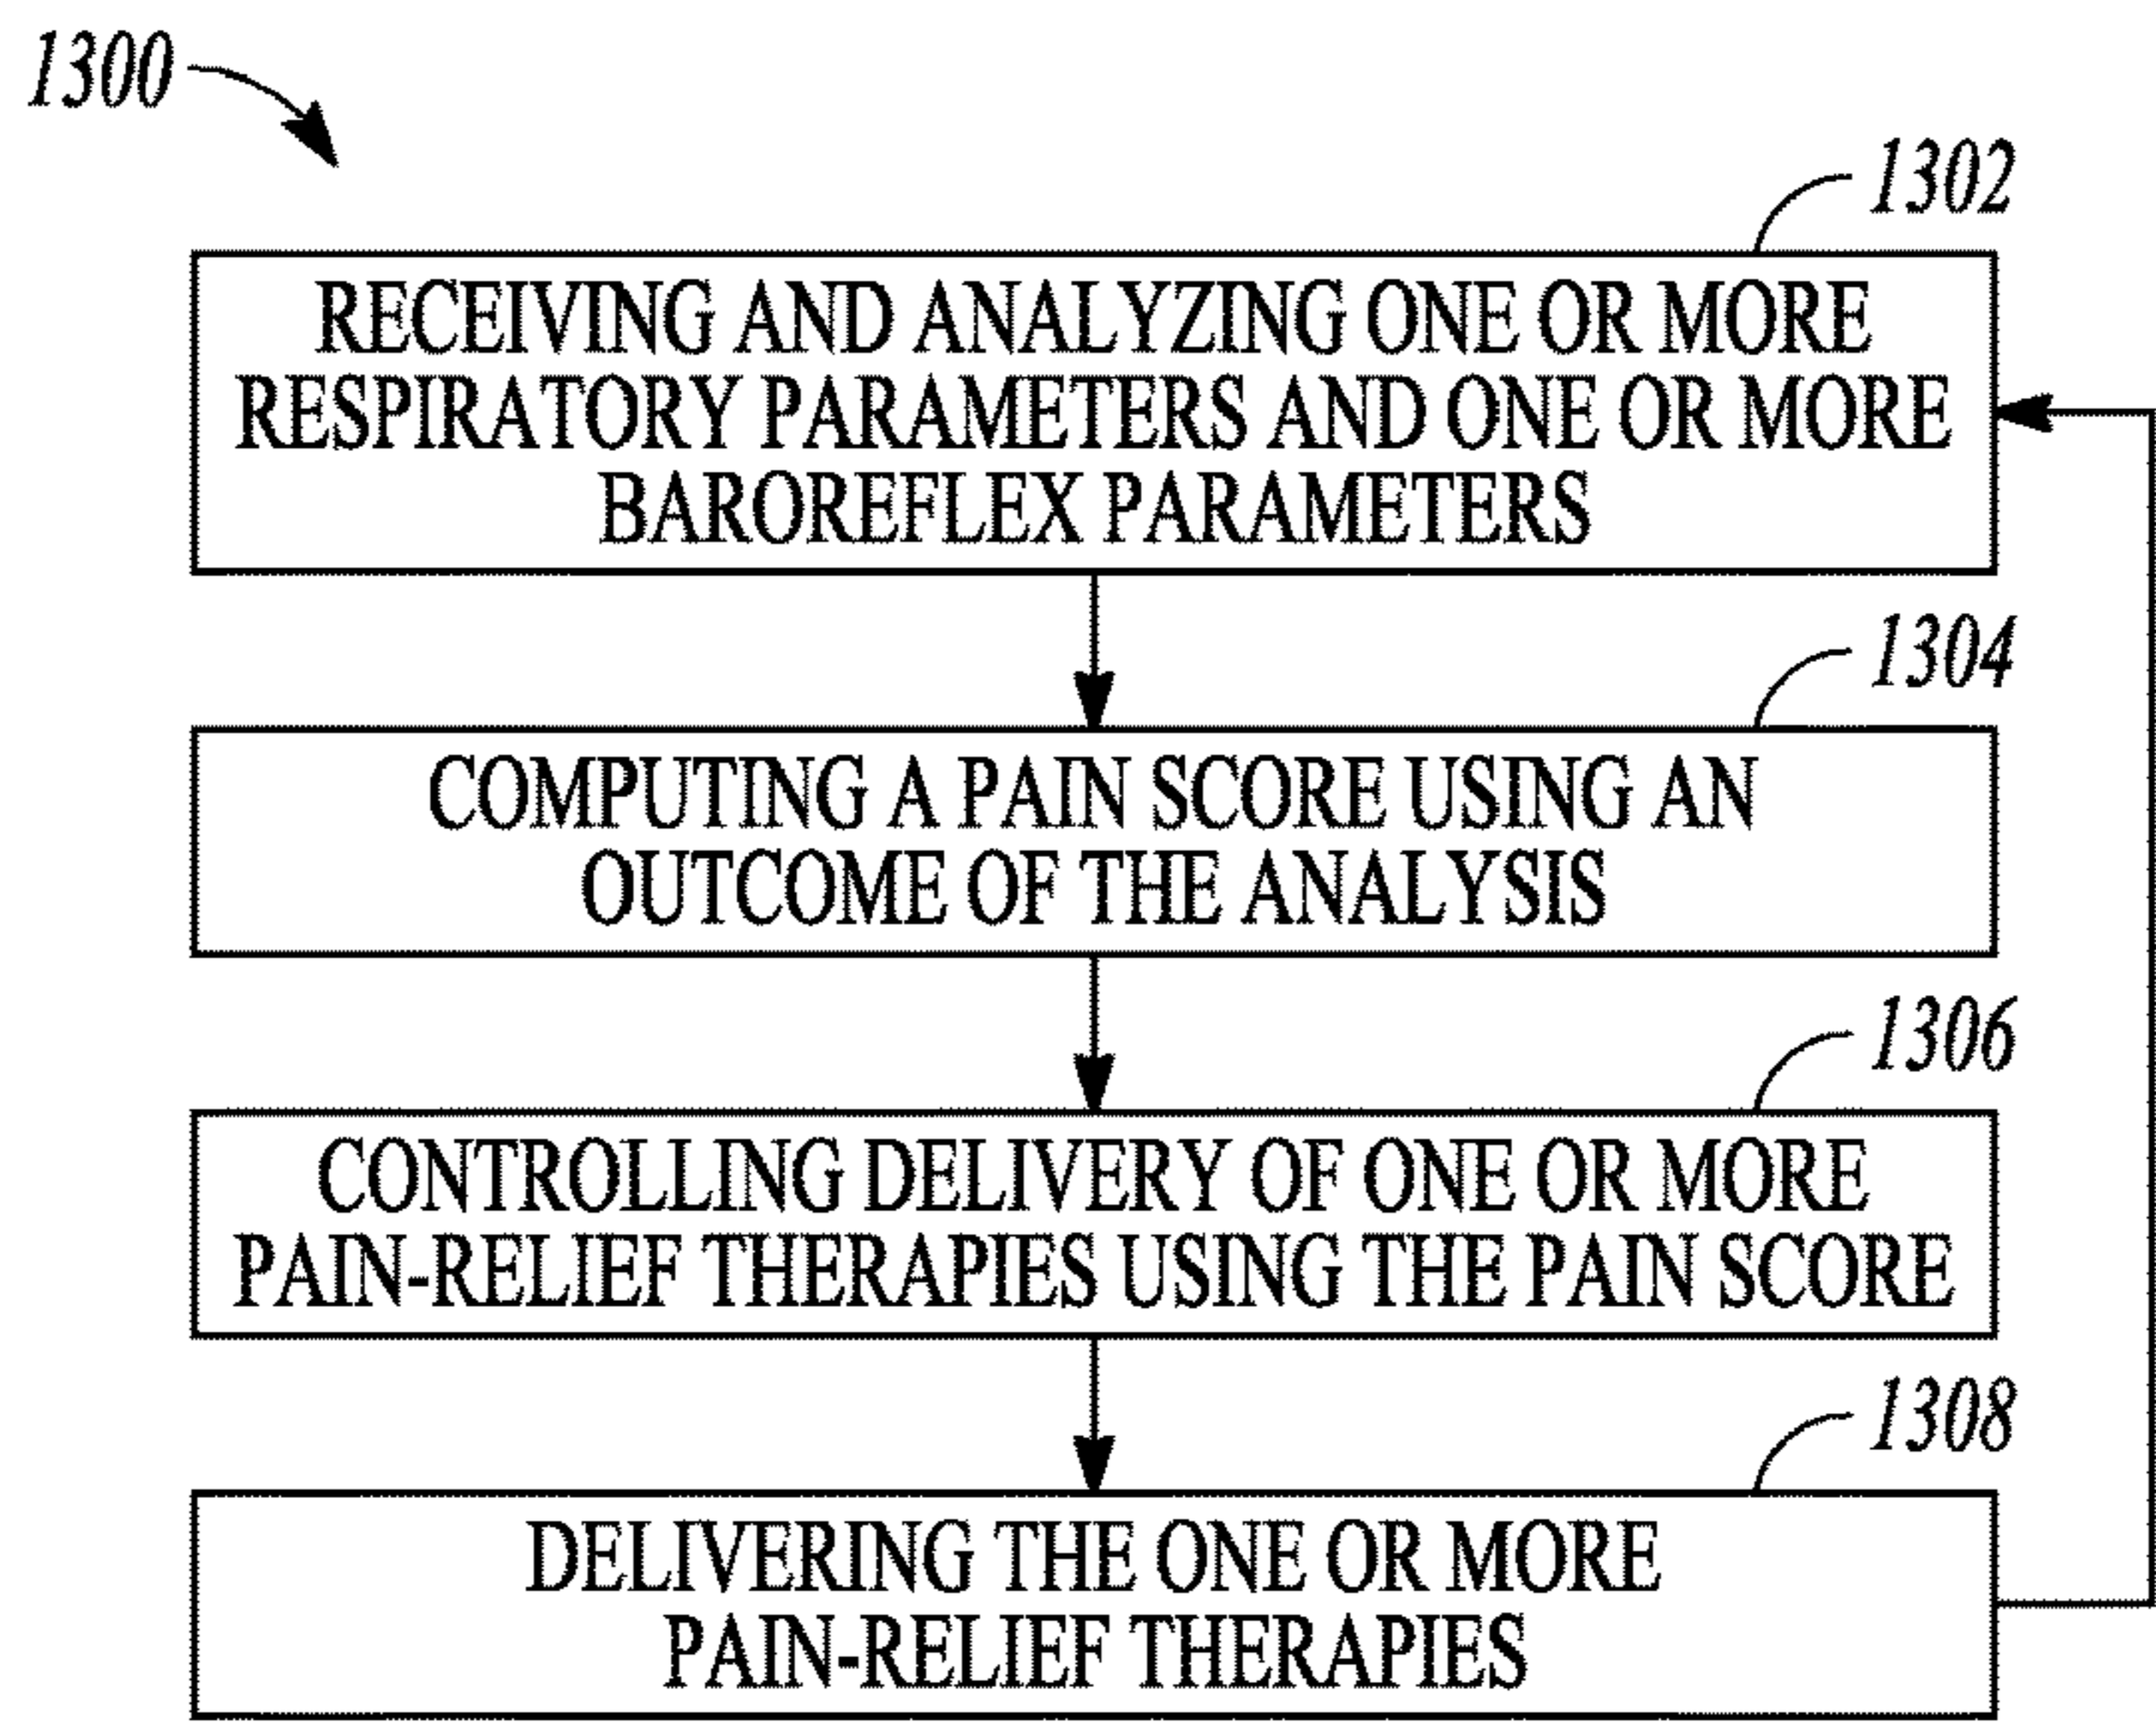 1300
1302
RECEIVING AND ANALYZING ONE OR MORE
RESPIRATORY PARAMETERS AND ONE OR MORE
BAROREFLEX PARAMETERS
1304
COMPUTING A PAIN SCORE USING AN
OUTCOME OF THE ANALYSIS
1306
CONTROLLING DELIVERY OF ONE OR MORE
PAIN-RELIEF THERAPIES USING THE PAIN SCORE
1308
DELIVERING THE ONE OR MORE
PAIN-RELIEF THERAPIES